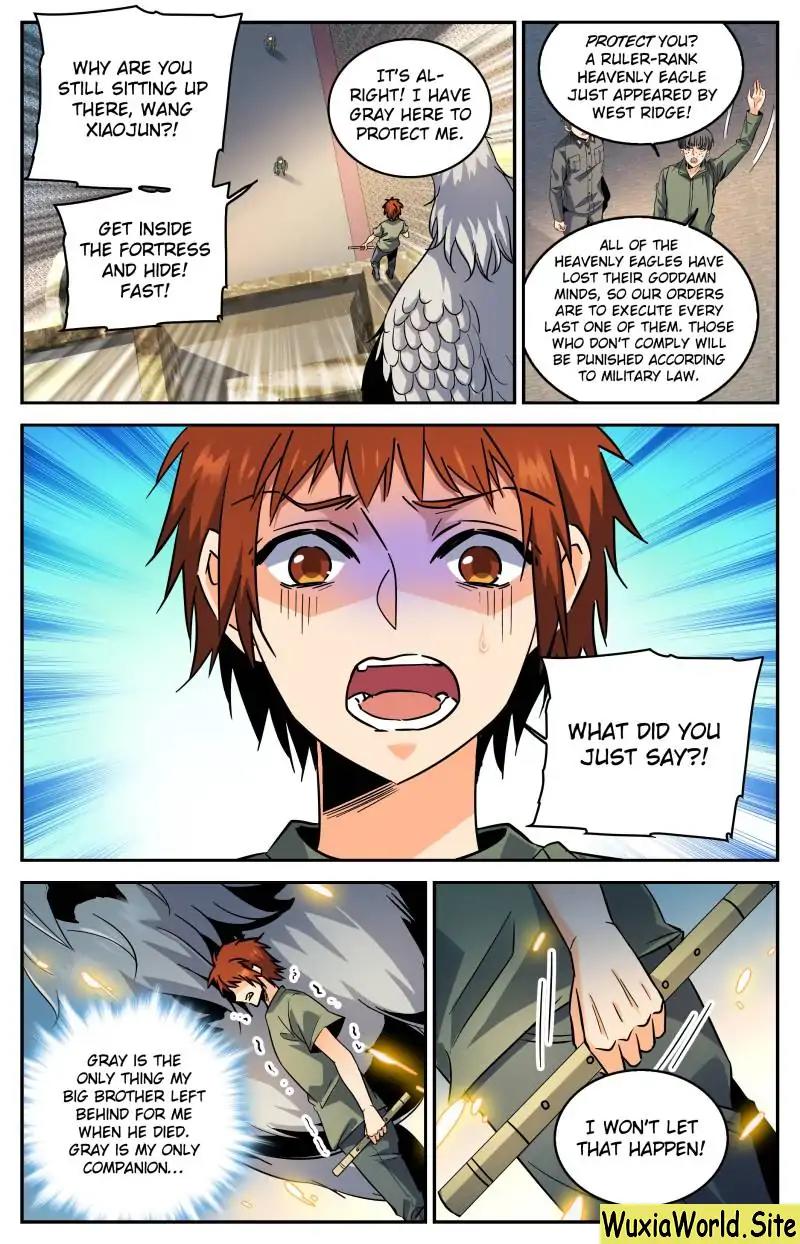 WHY ARE YOU
STILL SITTING UP
THERE, WANG
XIAOJUN?!
GET INSIDE
THE FORTRESS
AND HIDE!
FAST!
IT'S AL-
RIGHT! I HAVE
GRAY HERE TO
PROTECT ME.
PROTECT YOU?
A RULER-RANK
HEAVENLY EAGLE
JUST APPEARED BY
WEST RIDGE!
ALL OF THE
HEAVENLY EAGLES HAVE
LOST THEIR GODDAMN
MINDS, SO OUR ORDERS
ARE TO EXECUTE EVERY
LAST ONE OF THEM. THOSE
WHO DON'T COMPLY WILL
BE PUNISHED ACCORDING
TO MILITARY LAW.
WHAT DID YOU
JUST SAY?!
GRAY IS THE
ONLY THING MY
BIG BROTHER LEFT
BEHIND FOR ME
WHEN HE DIED.
GRAY IS MY ONLY
COMPANION...
I WON'T LET
THAT HAPPEN!
WuxiaWorld.Site